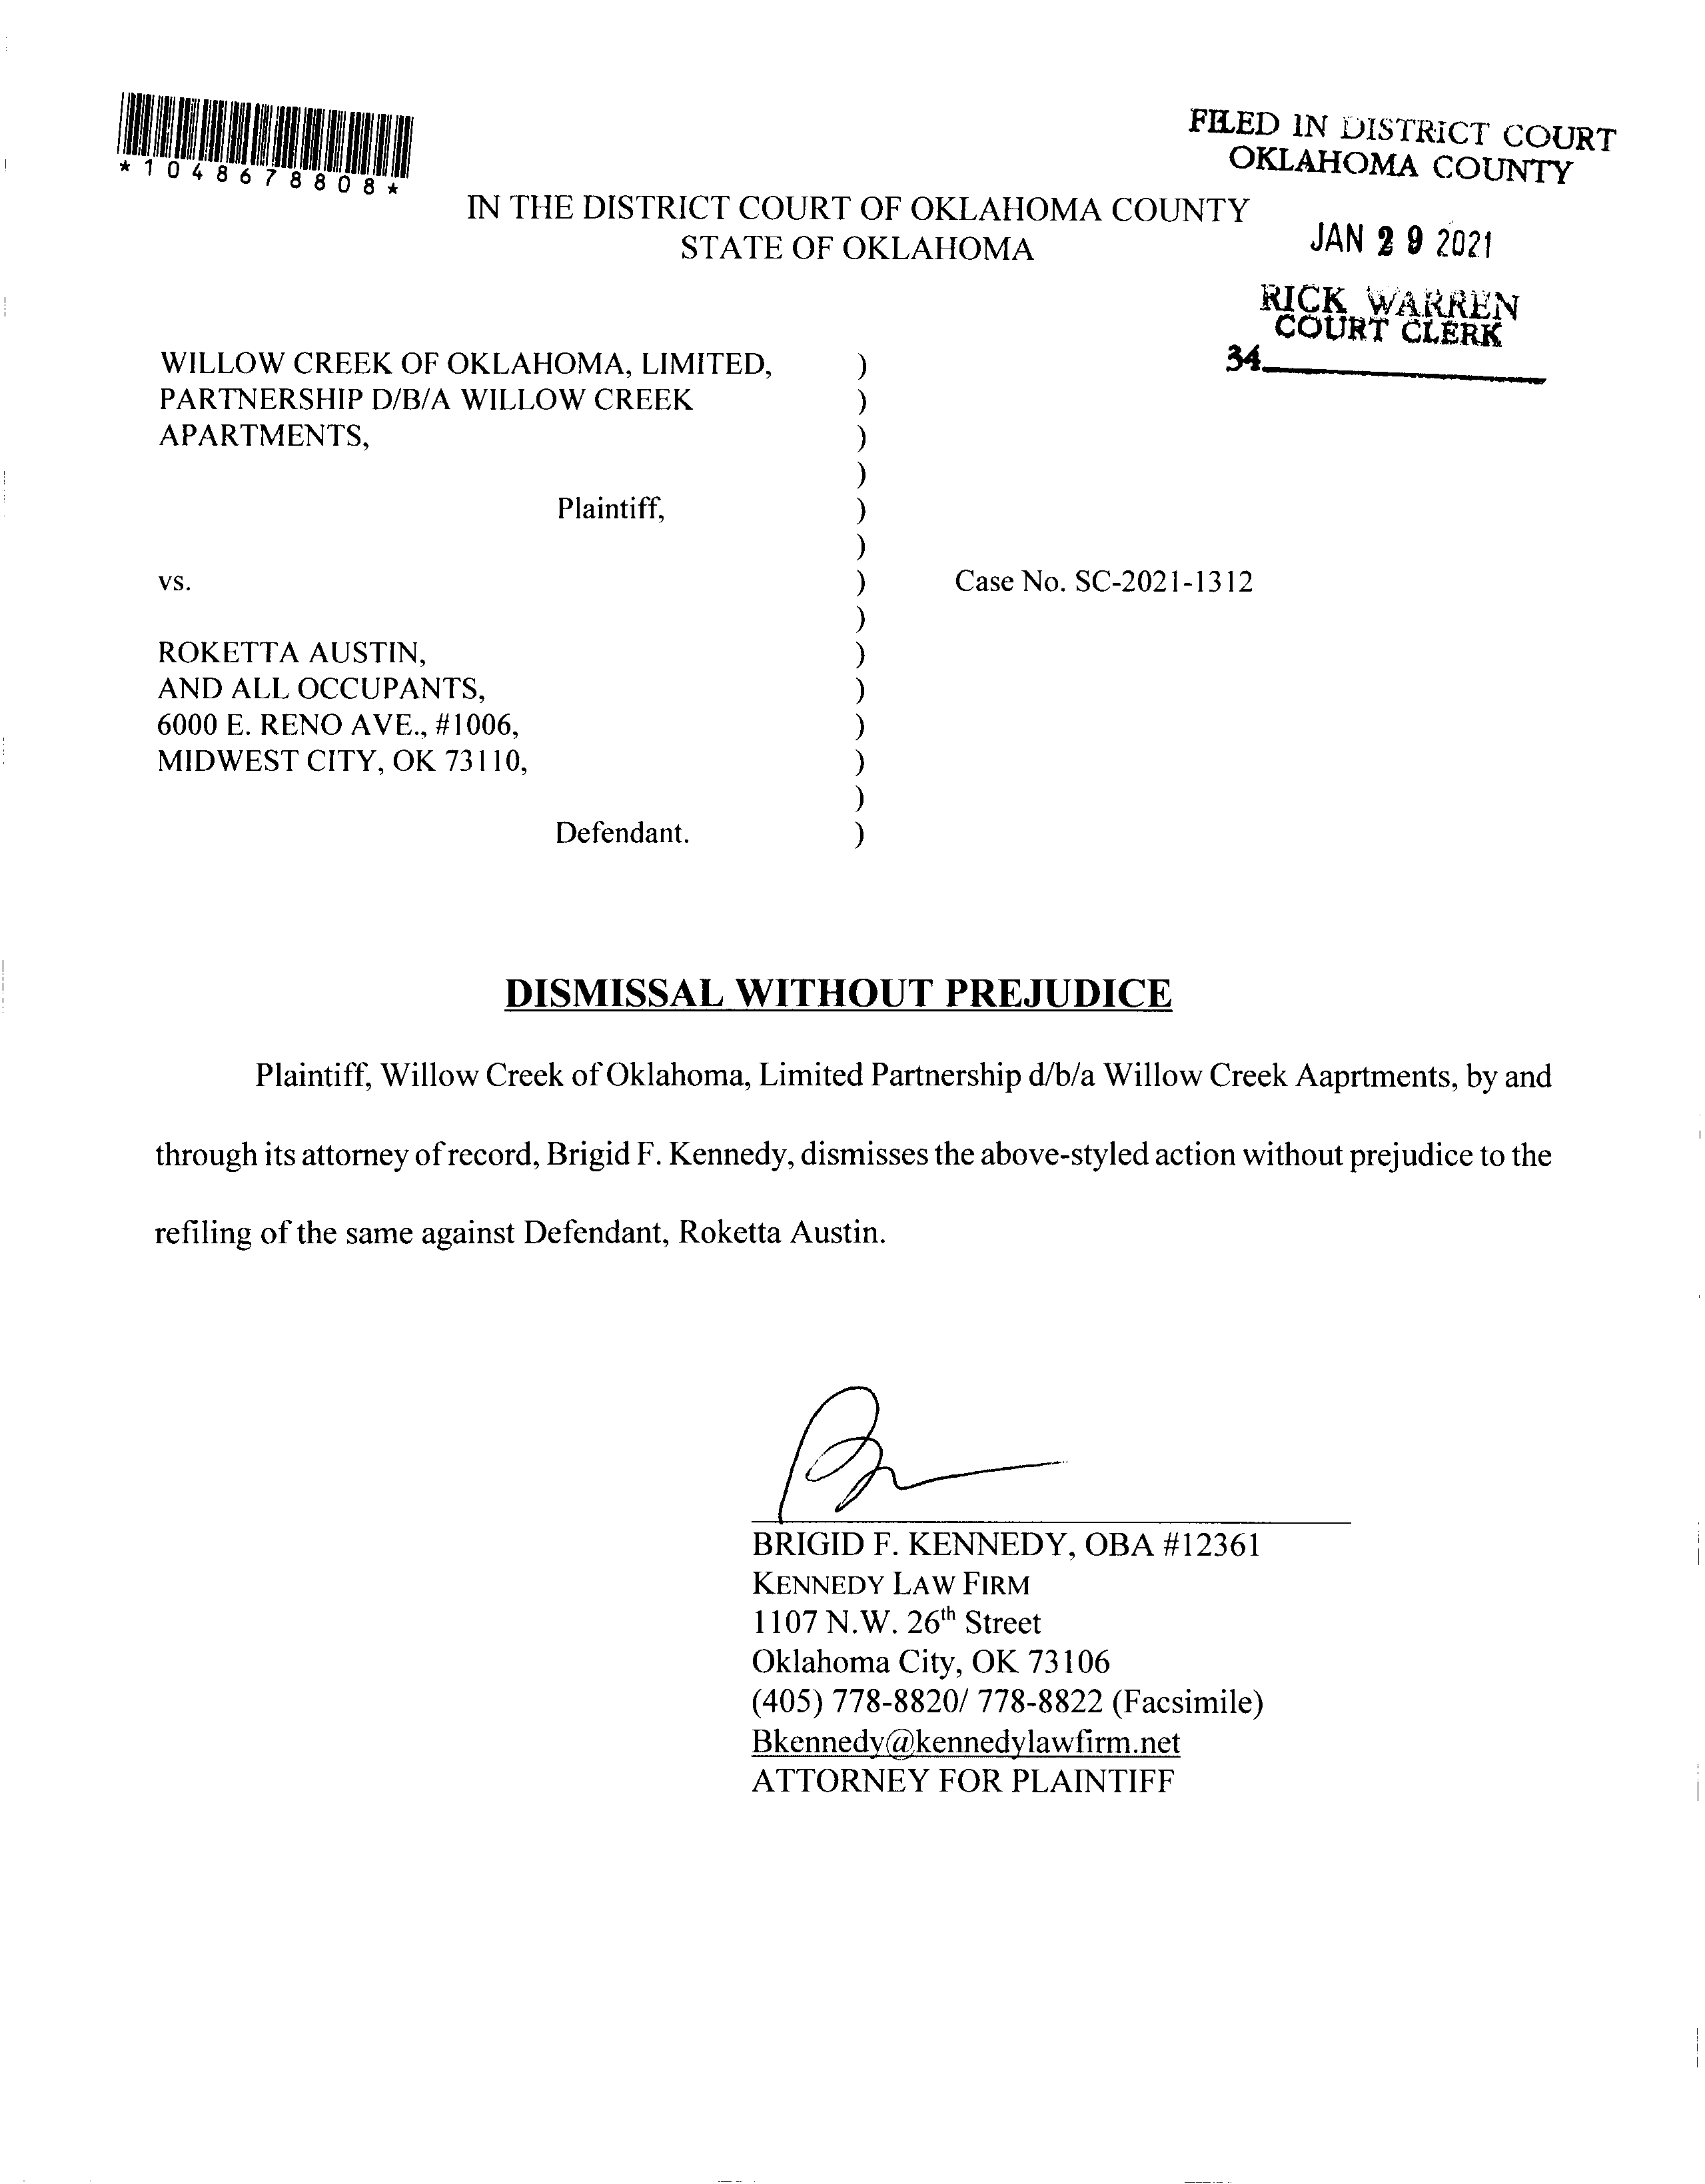 *1048678808*
FILED IN DISTRICT COURT
OKLAHOMA COUNTY
IN THE DISTRICT COURT OF OKLAHOMA COUNTY
STATE OF OKLAHOMA
JAN 29 2021
RICK WARREN
COURT CLERK
34
WILLOW CREEK OF OKLAHOMA, LIMITED, )
PARTNERSHIP D/B/A WILLOW CREEK )
APARTMENTS, )
)
Plaintiff, )
)
vs. ) Case No. SC-2021-1312
)
ROKETTA AUSTIN, )
AND ALL OCCUPANTS, )
6000 E. RENO AVE., #1006, )
MIDWEST CITY, OK 73110, )
)
Defendant. )
DISMISSAL WITHOUT PREJUDICE
Plaintiff, Willow Creek of Oklahoma, Limited Partnership d/b/a Willow Creek Aaprtments, by and
through its attorney of record, Brigid F. Kennedy, dismisses the above-styled action without prejudice to the
refiling of the same against Defendant, Roketta Austin.
BRIGID F. KENNEDY, OBA #12361
KENNEDY LAW FIRM
1107 N.W. 26th Street
Oklahoma City, OK 73106
(405) 778-8820/ 778-8822 (Facsimile)
Bkennedy@kennedylawfirm.net
ATTORNEY FOR PLAINTIFF